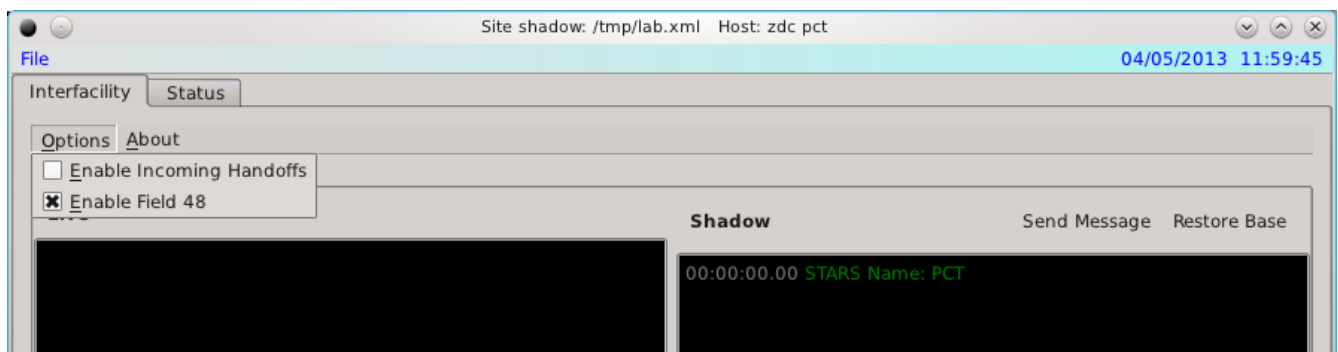 Site shadow: /tmp/lab.xml Host: zdc pct
File 04/05/2013 11:59:45
Interfacility Status
Options About
Enable Incoming Handoffs
Enable Field 48
Shadow Send Message Restore Base
00:00:00.00 STARS Name: PCT